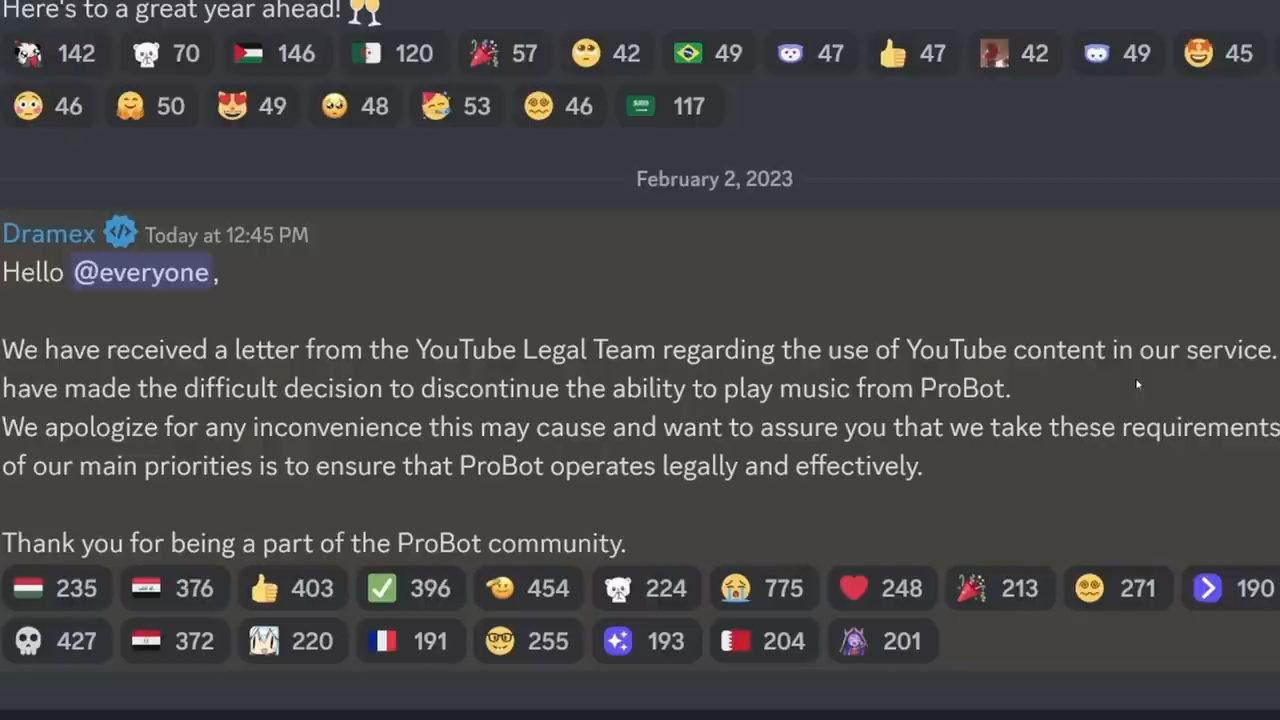 Here's to a great year ahead!
142 70 146 120 57 42 49 47 47 42 49 45
46 50 49 48 53 46 117
February 2, 2023
Dramex Today at 12:45 PM
Hello @everyone,
We have received a letter from the YouTube Legal Team regarding the use of YouTube content in our service.
have made the difficult decision to discontinue the ability to play music from ProBot.
We apologize for any inconvenience this may cause and want to assure you that we take these requirements
of our main priorities is to ensure that ProBot operates legally and effectively.
Thank you for being a part of the ProBot community.
235 376 403 396 454 224 775 248 213 271 190
427 372 220 191 255 193 204 201